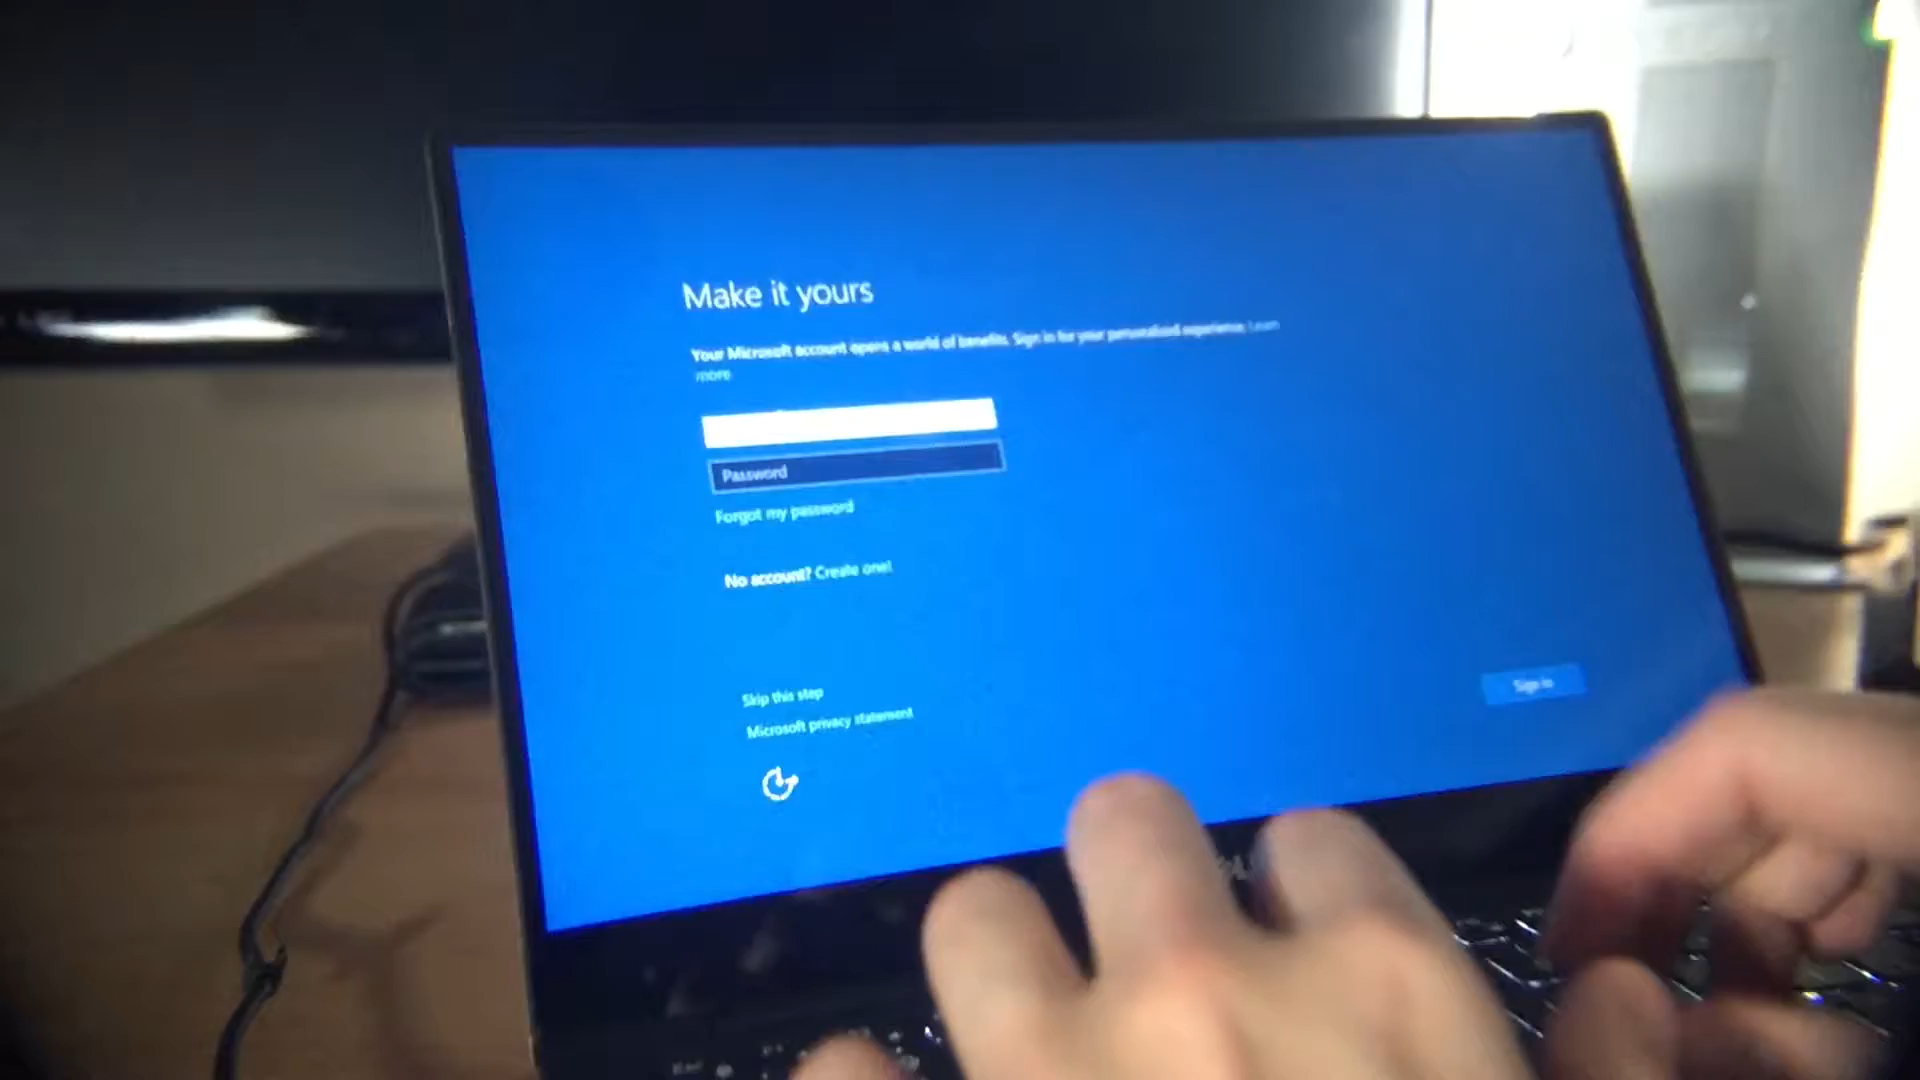 Make it yours
Your Microsoft account opens a world of benefits. Sign in for your personalized experience. Learn
more
Password
Forgot my password
No account? Create one!
Skip this step
Microsoft privacy statement
Sign in